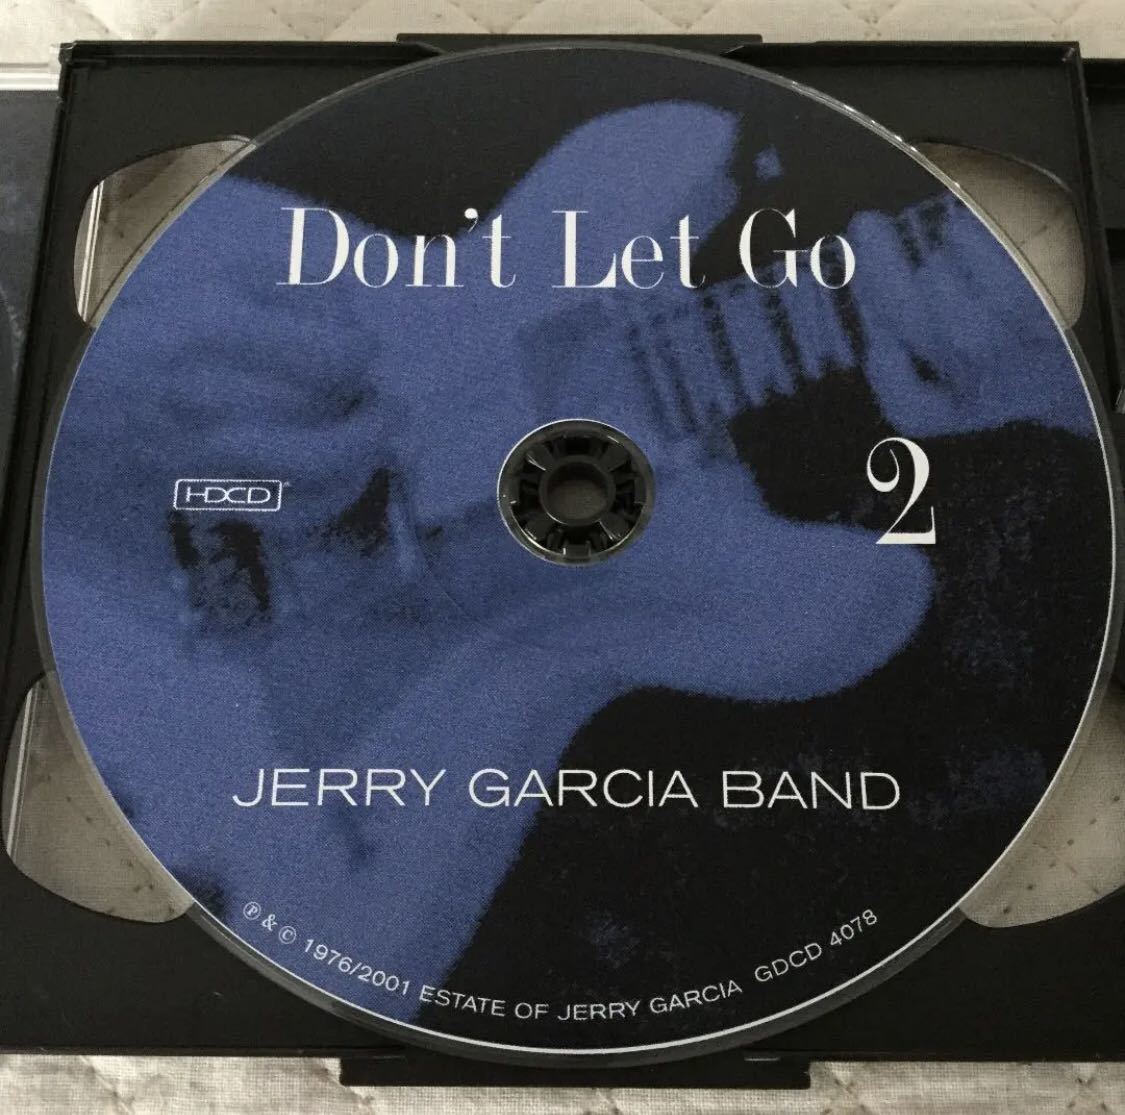 Don't Let Go
HDCD®
2
JERRY GARCIA BAND
℗ & © 1976/2001 ESTATE OF JERRY GARCIA GDCD 4078